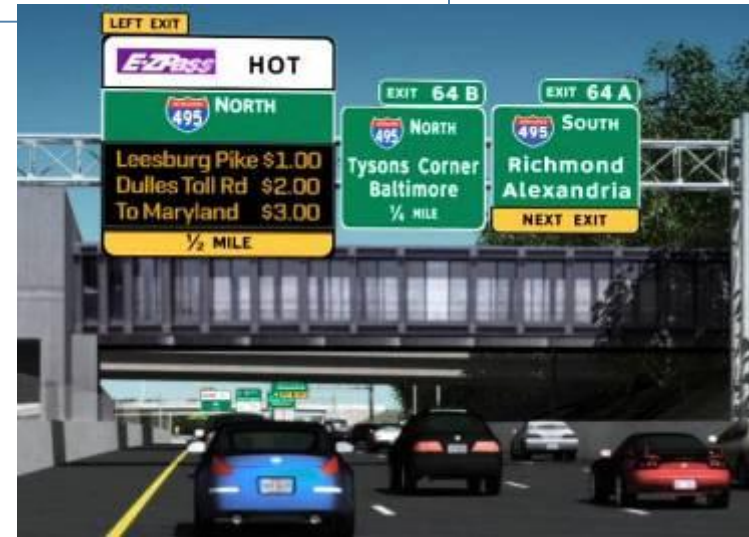 LEFT EXIT
E-ZPass HOT
495 NORTH
Leesburg Pike $1.00
Dulles Toll Rd $2.00
To Maryland $3.00
½ MILE
EXIT 64 B
495 NORTH
Tysons Corner
Baltimore
¼ MILE
EXIT 64 A
495 SOUTH
Richmond
Alexandria
NEXT EXIT